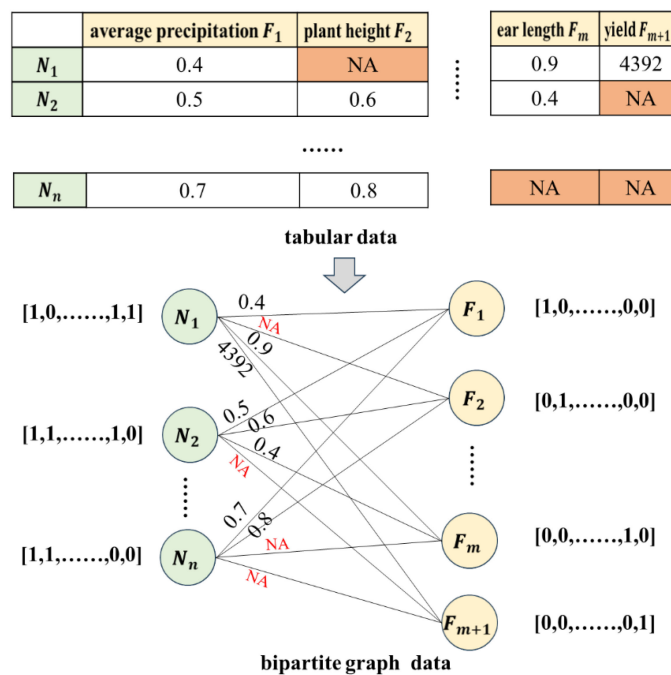 average precipitation F₁ plant height F₂ ear length Fₘ yield Fₘ₊₁
N₁ 0.4 NA 0.9 4392
N₂ 0.5 0.6 0.4 NA
......
Nₙ 0.7 0.8 NA NA
tabular data
[1,0,......,1,1] N₁ 0.4 NA 0.9 4392 F₁ [1,0,......,0,0]
F₂ [0,1,......,0,0]
[1,1,......,1,0] N₂ 0.5 0.6 0.4 NA
[1,1,......,0,0] Nₙ 0.7 0.8 NA NA Fₘ [0,0,......,1,0]
Fₘ₊₁ [0,0,......,0,1]
bipartite graph data